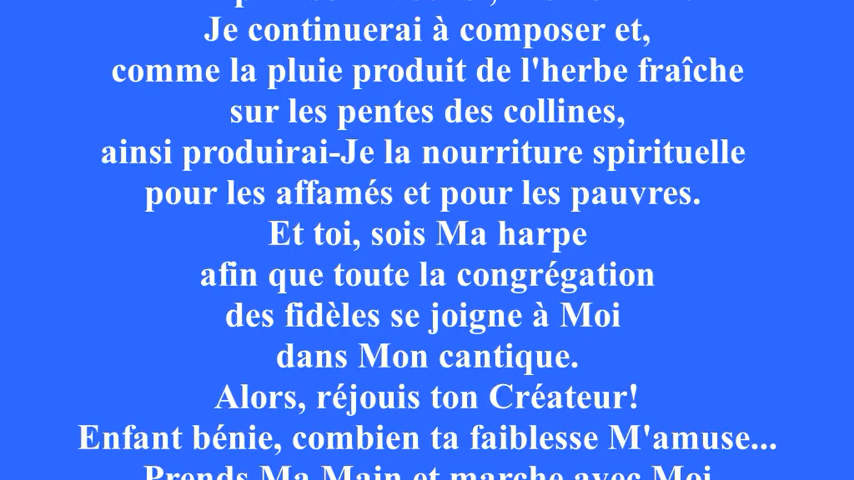 Je continuerai à composer et,
comme la pluie produit de l'herbe fraîche
sur les pentes des collines,
ainsi produirai-Je la nourriture spirituelle
pour les affamés et pour les pauvres.
Et toi, sois Ma harpe
afin que toute la congrégation
des fidèles se joigne à Moi
dans Mon cantique.
Alors, réjouis ton Créateur!
Enfant bénie, combien ta faiblesse M'amuse...
Prends Ma Main et marche avec Moi